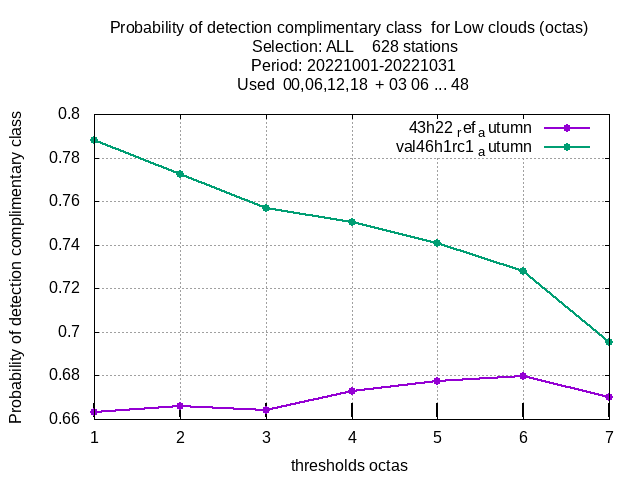 Probability of detection complimentary class  for Low clouds (octas)
Selection: ALL    628 stations
Period: 20221001-20221031
Used  00,06,12,18  + 03 06 ... 48
Probability of detection complimentary class
0.8
0.78
0.76
0.74
0.72
0.7
0.68
0.66
43h22 ref a utumn
val46h1rc1 a utumn
1 2 3 4 5 6 7
thresholds octas